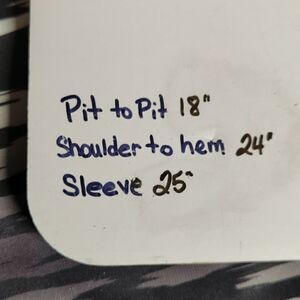 Pit to Pit 18"
Shoulder to hem 24"
Sleeve 25"